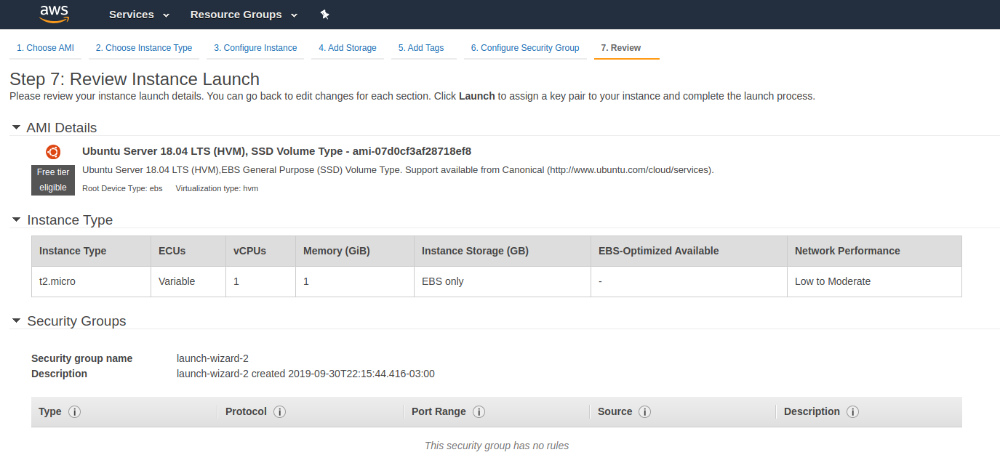 aws Services Resource Groups
1. Choose AMI 2. Choose Instance Type 3. Configure Instance 4. Add Storage 5. Add Tags 6. Configure Security Group 7. Review
Step 7: Review Instance Launch
Please review your instance launch details. You can go back to edit changes for each section. Click Launch to assign a key pair to your instance and complete the launch process.
AMI Details
Ubuntu Server 18.04 LTS (HVM), SSD Volume Type - ami-07d0cf3af28718ef8
Free tier
eligible
Ubuntu Server 18.04 LTS (HVM),EBS General Purpose (SSD) Volume Type. Support available from Canonical (http://www.ubuntu.com/cloud/services).
Root Device Type: ebs Virtualization type: hvm
Instance Type
Instance Type ECUs vCPUs Memory (GiB) Instance Storage (GB) EBS-Optimized Available Network Performance
t2.micro Variable 1 1 EBS only - Low to Moderate
Security Groups
Security group name launch-wizard-2
Description launch-wizard-2 created 2019-09-30T22:15:44.416-03:00
Type i Protocol i Port Range i Source i Description i
This security group has no rules